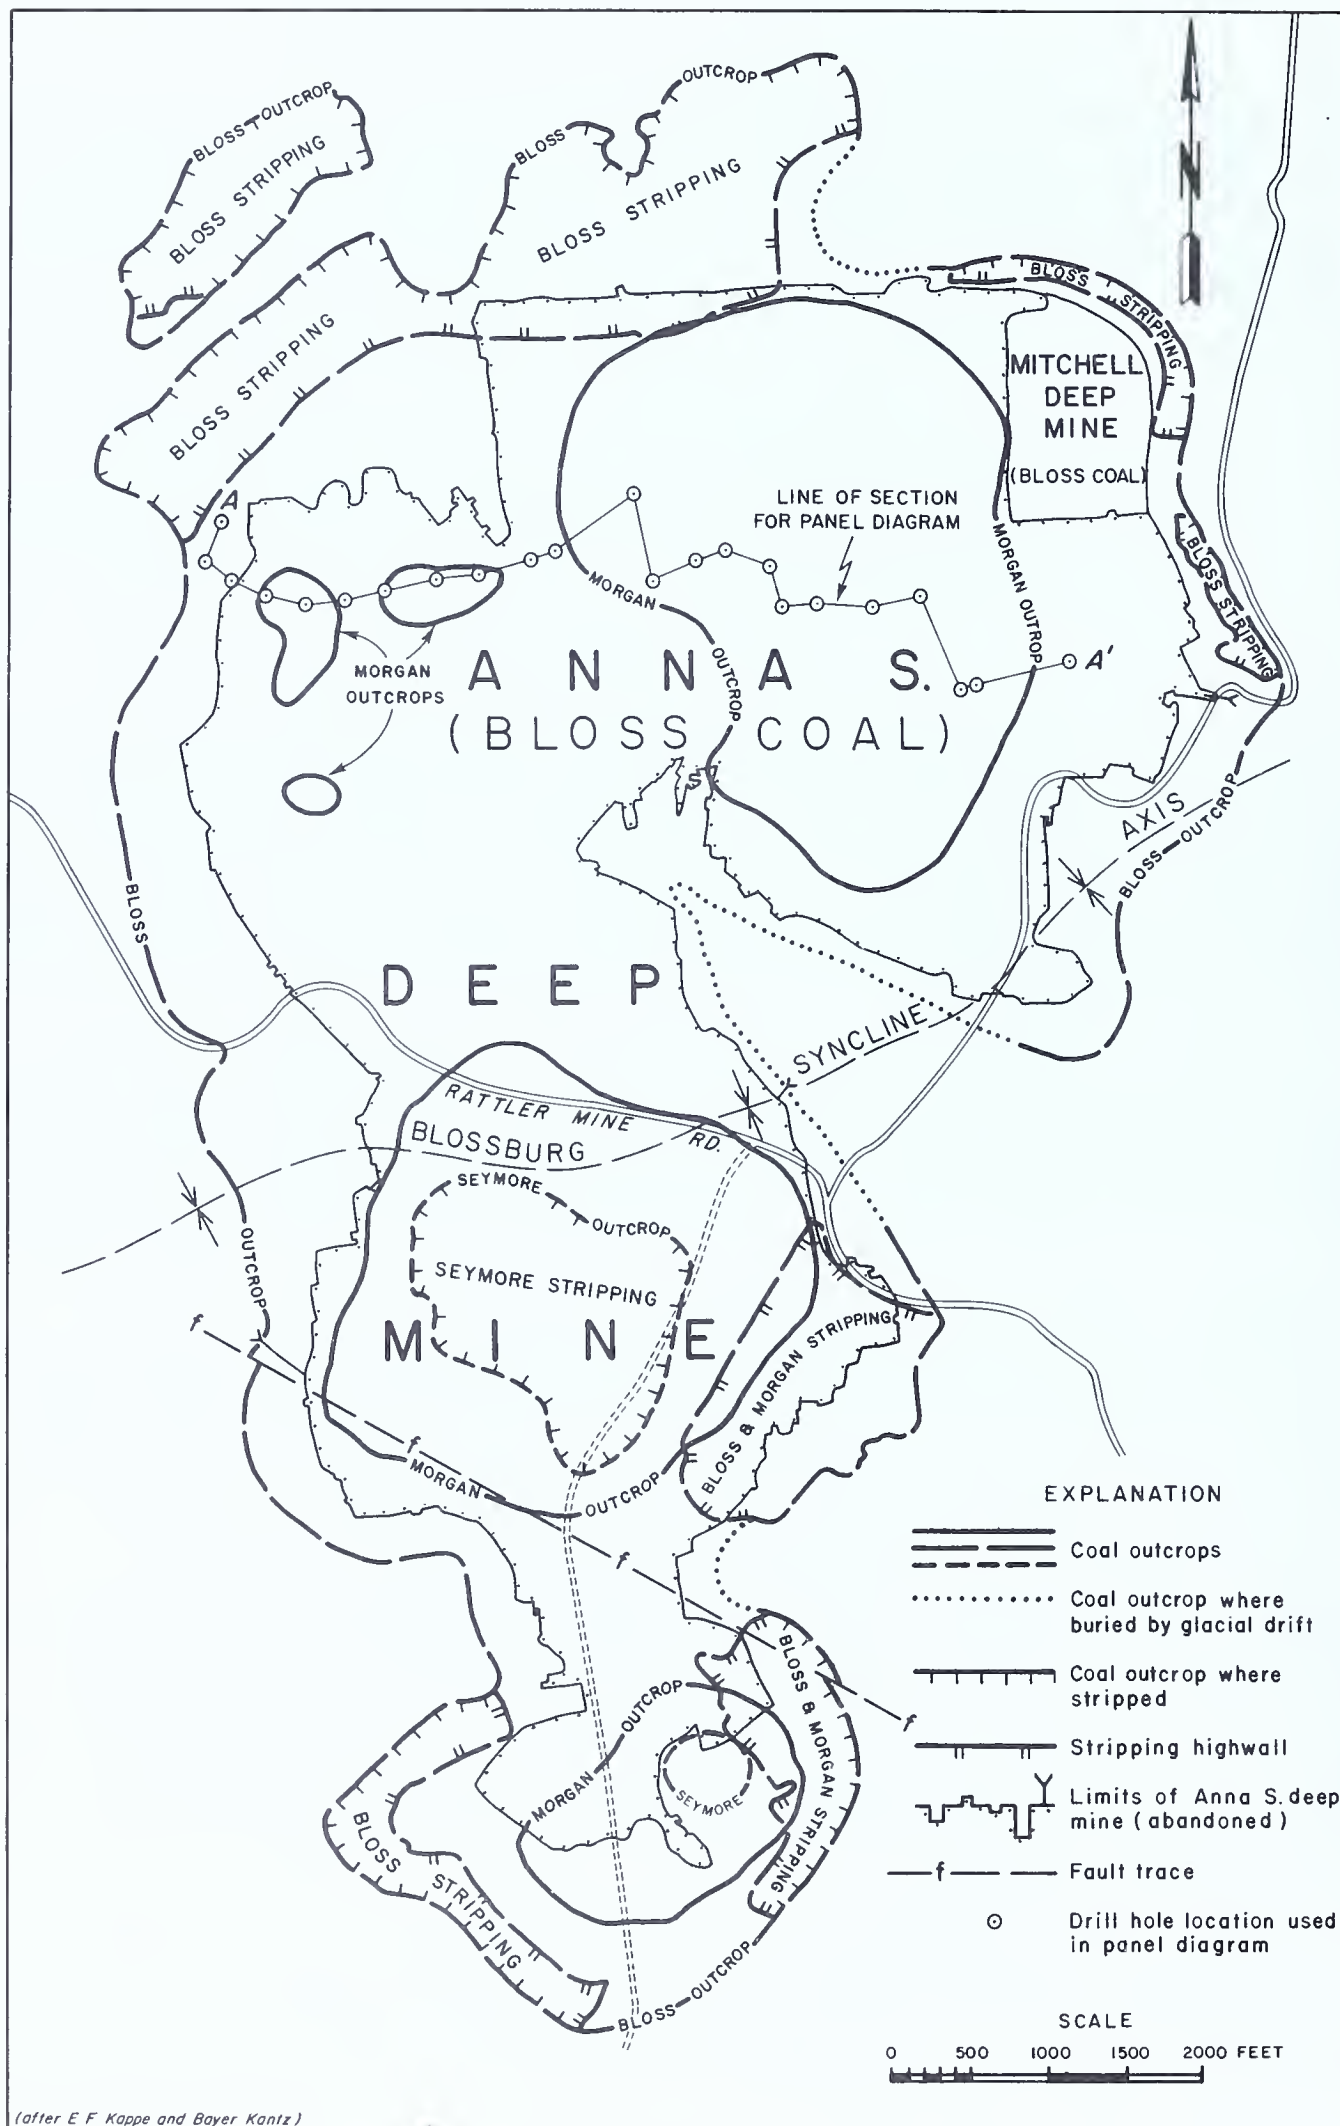 BLOSS OUTCROP
BLOSS STRIPPING
OUTCROP
BLOSS
BLOSS STRIPPING
N
BLOSS STRIPPING
BLOSS STRIPPING
MITCHELL
DEEP
MINE
(BLOSS COAL)
A
LINE OF SECTION
FOR PANEL DIAGRAM
MORGAN OUTROP
BLOSS STRIPPING
MORGAN
OUTCROP
MORGAN
OUTCROPS
ANNA S.
A'
(BLOSS COAL)
S
AXIS
BLOSS OUTCROP
BLOSS
DEEP
SYNCLINE
RATTLER MINE RD.
BLOSSBURG
SEYMORE
OUTCROP
OUTCROP
SEYMORE STRIPPING
f
MINE
BLOSS & MORGAN STRIPPING
f
MORGAN
OUTCROP
f
BLOSS & MORGAN STRIPPING
f
MORGAN OUTCROP
SEYMORE
BLOSS STRIPPING
BLOSS OUTCROP
EXPLANATION
Coal outcrops
Coal outcrop where
buried by glacial drift
Coal outcrop where
stripped
Stripping highwall
Limits of Anna S. deep
mine (abandoned)
f
Fault trace
Drill hole location used
in panel diagram
SCALE
0 500 1000 1500 2000 FEET
(after E F Kappe and Bayer Kantz)